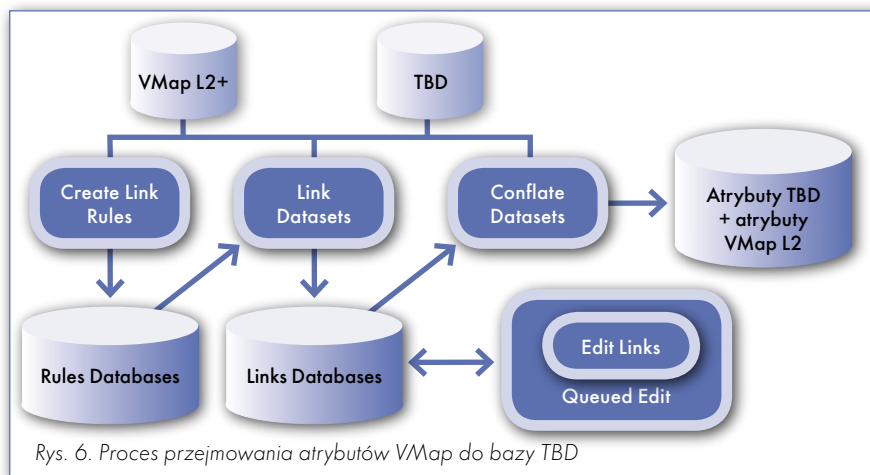 VMap L2+
TBD
Create Link
Rules
Link
Datasets
Conflate
Datasets
Atrybuty TBD
+ atrybuty
VMap L2
Rules Databases
Links Databases
Edit Links
Queued Edit
Rys. 6. Proces przejmowania atrybutów VMap do bazy TBD